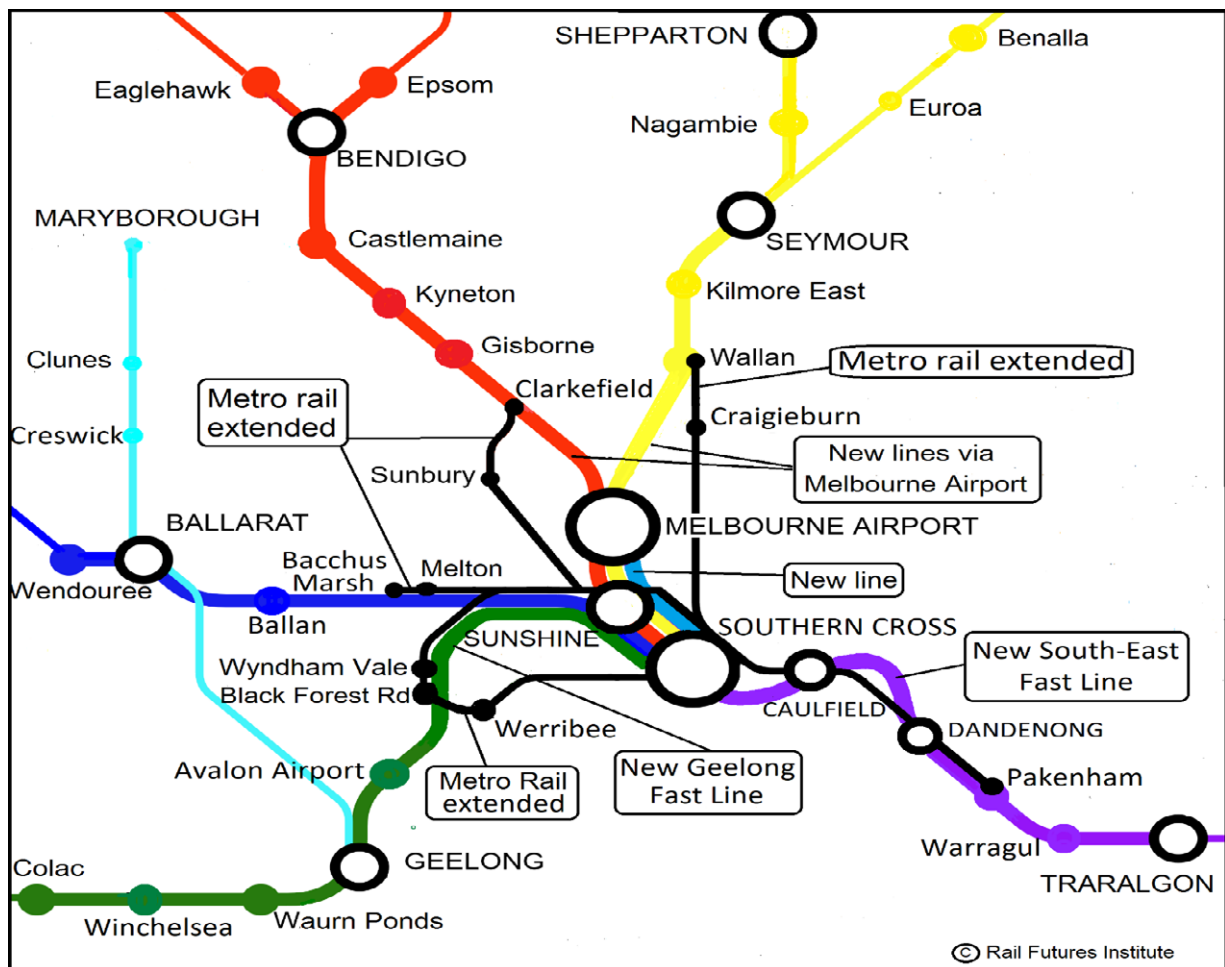 SHEPPARTON
Benalla
Eaglehawk
Epsom
Nagambie
Euroa
BENDIGO
MARYBOROUGH
SEYMOUR
Castlemaine
Kyneton
Kilmore East
Gisborne
Wallan
Metro rail extended
Clunes
Clarkefield
Metro rail
extended
Craigieburn
Creswick
New lines via
Melbourne Airport
Sunbury
BALLARAT
MELBOURNE AIRPORT
Bacchus
Marsh
Melton
New line
Wendouree
Ballan
SUNSHINE
SOUTHERN CROSS
Wyndham Vale
New South-East
Fast Line
Black Forest Rd
CAULFIELD
Werribee
DANDENONG
Avalon Airport
Metro Rail
extended
New Geelong
Fast Line
Pakenham
Warragul
GEELONG
TRARALGON
Colac
Winchelsea
Waurn Ponds
© Rail Futures Institute